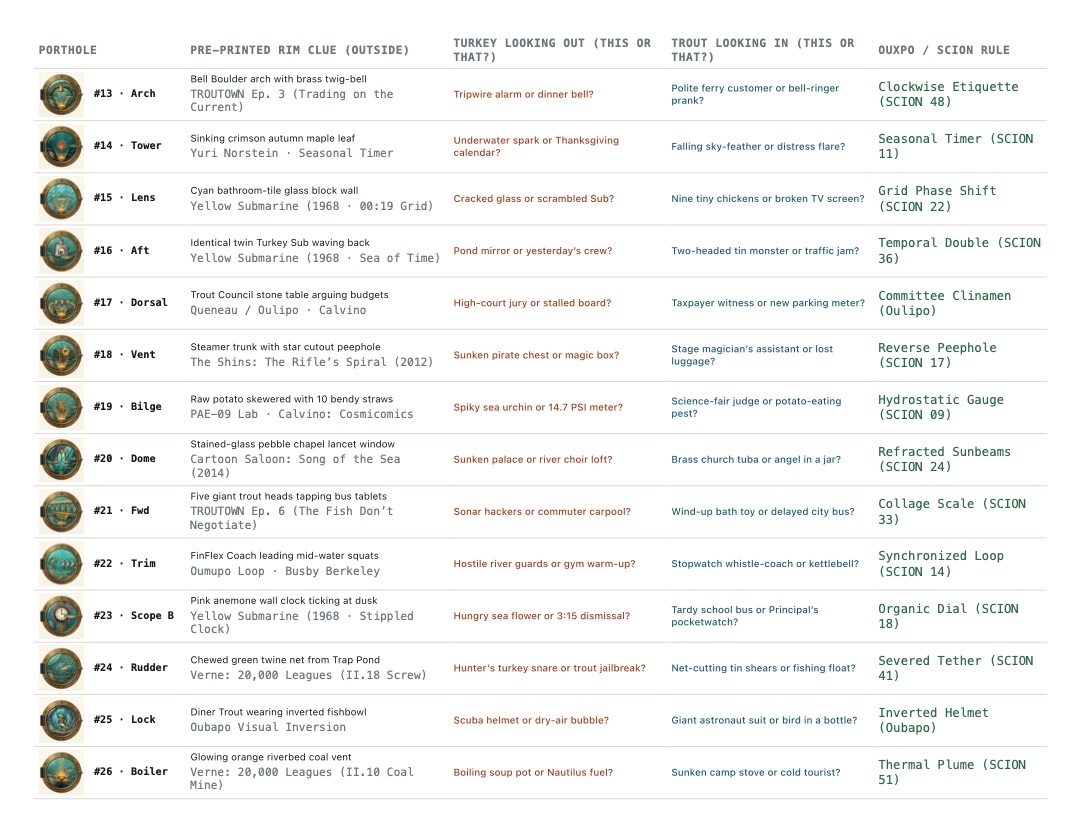 PORTHOLE
PRE–PRINTED RIM CLUE (OUTSIDE)
TURKEY LOOKING OUT (THIS OR
THAT?)
TROUT LOOKING IN (THIS OR
THAT?)
OUXPO / SCION RULE
#13 · Arch
Bell Boulder arch with brass twig-bell
TROUTOWN Ep. 3 (Trading on the
Current)
Tripwire alarm or dinner bell?
Polite ferry customer or bell-ringer
prank?
Clockwise Etiquette
(SCION 48)
#14 · Tower
Sinking crimson autumn maple leaf
Yuri Norstein · Seasonal Timer
Underwater spark or Thanksgiving
calendar?
Falling sky-feather or distress flare?
Seasonal Timer (SCION
11)
#15 · Lens
Cyan bathroom-tile glass block wall
Yellow Submarine (1968 · 00:19 Grid)
Cracked glass or scrambled Sub?
Nine tiny chickens or broken TV screen?
Grid Phase Shift
(SCION 22)
#16 · Aft
Identical twin Turkey Sub waving back
Yellow Submarine (1968 · Sea of Time)
Pond mirror or yesterday's crew?
Two-headed tin monster or traffic jam?
Temporal Double (SCION
36)
#17 · Dorsal
Trout Council stone table arguing budgets
Queneau / Oulipo · Calvino
High-court jury or stalled board?
Taxpayer witness or new parking meter?
Committee Clinamen
(Oulipo)
#18 · Vent
Steamer trunk with star cutout peephole
The Shins: The Rifle's Spiral (2012)
Sunken pirate chest or magic box?
Stage magician's assistant or lost
luggage?
Reverse Peephole
(SCION 17)
#19 · Bilge
Raw potato skewered with 10 bendy straws
PAE–09 Lab · Calvino: Cosmicomics
Spiky sea urchin or 14.7 PSI meter?
Science-fair judge or potato-eating
pest?
Hydrostatic Gauge
(SCION 09)
#20 · Dome
Stained-glass pebble chapel lancet window
Cartoon Saloon: Song of the Sea
(2014)
Sunken palace or river choir loft?
Brass church tuba or angel in a jar?
Refracted Sunbeams
(SCION 24)
#21 · Fwd
Five giant trout heads tapping bus tablets
TROUTOWN Ep. 6 (The Fish Don't
Negotiate)
Sonar hackers or commuter carpool?
Wind-up bath toy or delayed city bus?
Collage Scale (SCION
33)
#22 · Trim
FinFlex Coach leading mid-water squats
Oumupo Loop · Busby Berkeley
Hostile river guards or gym warm-up?
Stopwatch whistle-coach or kettlebell?
Synchronized Loop
(SCION 14)
#23 · Scope B
Pink anemone wall clock ticking at dusk
Yellow Submarine (1968 · Stippled
Clock)
Hungry sea flower or 3:15 dismissal?
Tardy school bus or Principal's
pocketwatch?
Organic Dial (SCION
18)
#24 · Rudder
Chewed green twine net from Trap Pond
Verne: 20,000 Leagues (II.18 Screw)
Hunter's turkey snare or trout jailbreak?
Net-cutting tin shears or fishing float?
Severed Tether (SCION
41)
#25 · Lock
Diner Trout wearing inverted fishbowl
Oubapo Visual Inversion
Scuba helmet or dry-air bubble?
Giant astronaut suit or bird in a bottle?
Inverted Helmet
(Oubapo)
#26 · Boiler
Glowing orange riverbed coal vent
Verne: 20,000 Leagues (II.10 Coal
Mine)
Boiling soup pot or Nautilus fuel?
Sunken camp stove or cold tourist?
Thermal Plume (SCION
51)